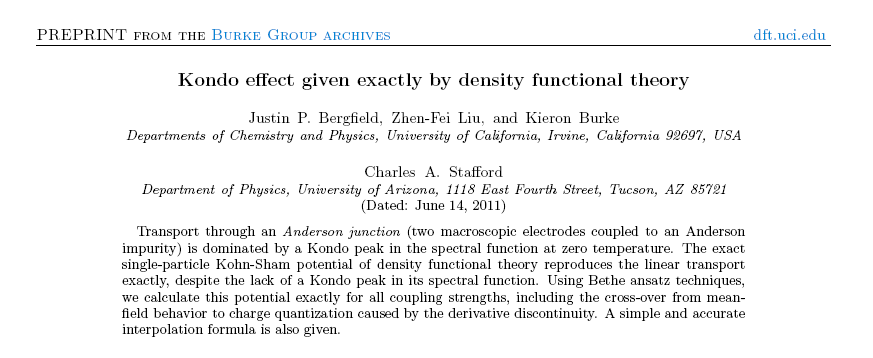 PREPRINT FROM THE BURKE GROUP ARCHIVES dft.uci.edu
Kondo effect given exactly by density functional theory
Justin P. Bergfield, Zhen-Fei Liu, and Kieron Burke
Departments of Chemistry and Physics, University of California, Irvine, California 92697, USA
Charles A. Stafford
Department of Physics, University of Arizona, 1118 East Fourth Street, Tucson, AZ 85721
(Dated: June 14, 2011)
Transport through an Anderson junction (two macroscopic electrodes coupled to an Anderson
impurity) is dominated by a Kondo peak in the spectral function at zero temperature. The exact
single-particle Kohn-Sham potential of density functional theory reproduces the linear transport
exactly, despite the lack of a Kondo peak in its spectral function. Using Bethe ansatz techniques,
we calculate this potential exactly for all coupling strengths, including the cross-over from mean-
field behavior to charge quantization caused by the derivative discontinuity. A simple and accurate
interpolation formula is also given.